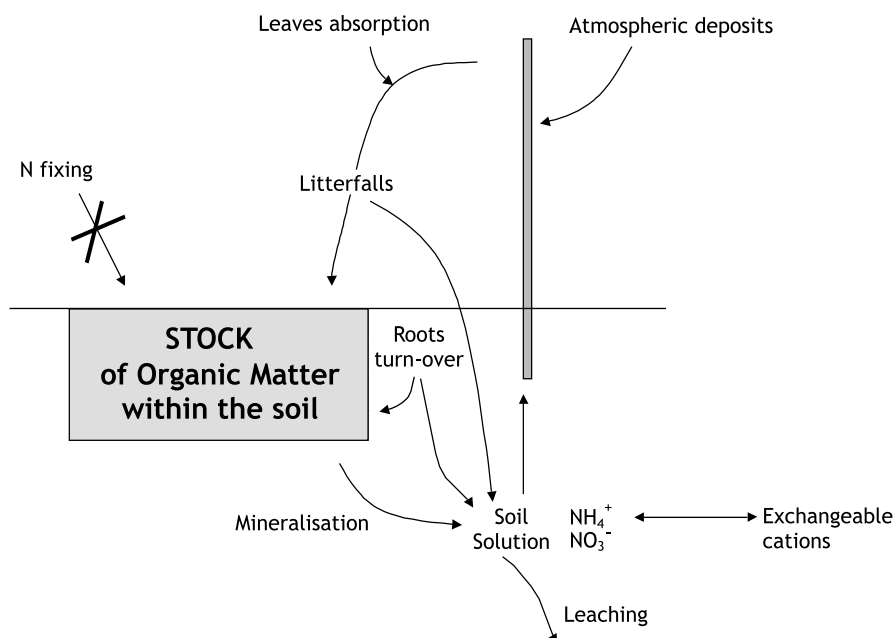 Leaves absorption
Atmospheric deposits
N fixing
Litterfalls
STOCK
of Organic Matter
within the soil
Roots
turn-over
Mineralisation
Soil
Solution
NH₄⁺
NO₃⁻
Exchangeable
cations
Leaching